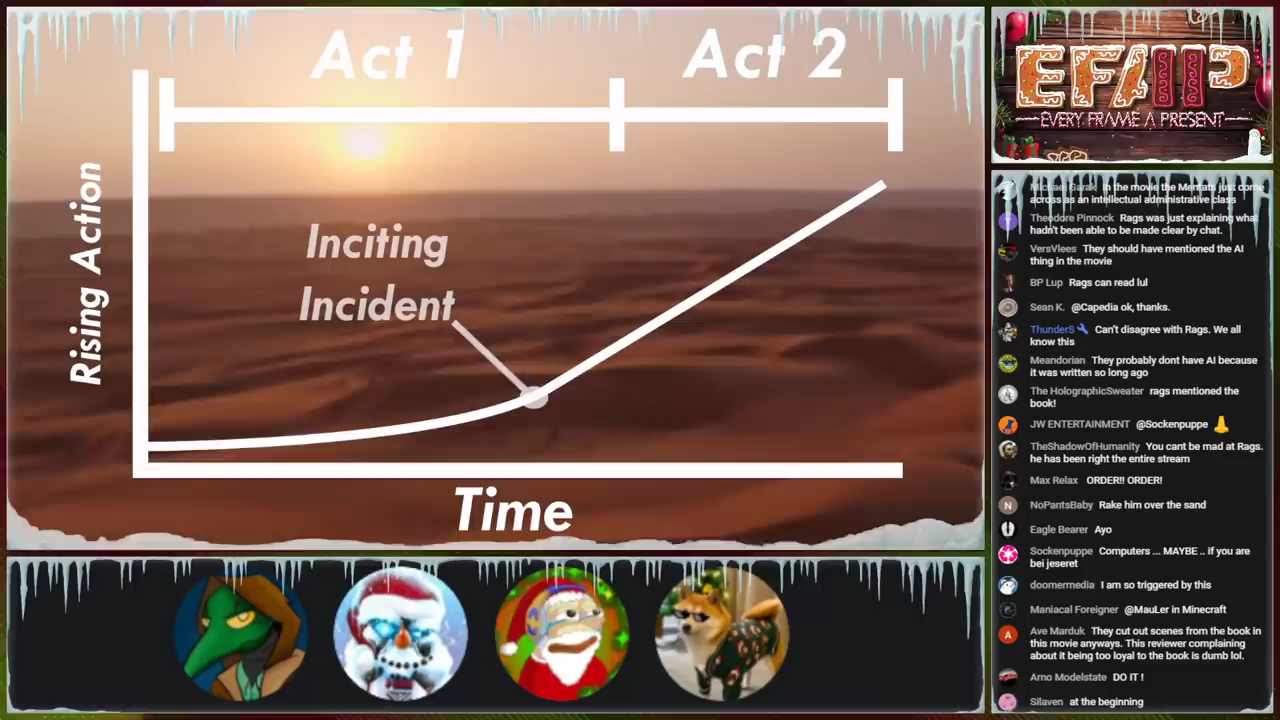 Act 1
Act 2
Rising Action
Inciting
Incident
Time
EFAP
-EVERY FRAME A PRESENT-
Michael Garak In the movie the Mentats just come
across as an intellectual administrative class
Theodore Pinnock Rags was just explaining what
hadn't been able to be made clear by chat.
VersVlees They should have mentioned the AI
thing in the movie
BP Lup Rags can read lul
Sean K. @Capedia ok, thanks.
ThunderS Can't disagree with Rags. We all
know this
Meandorian They probably dont have AI because
it was written so long ago
The HolographicSweater rags mentioned the
book!
JW ENTERTAINMENT @Sockenpuppe
TheShadowOfHumanity You cant be mad at Rags.
he has been right the entire stream
Max Relax ORDER!! ORDER!
N
NoPantsBaby Rake him over the sand
Eagle Bearer Ayo
Sockenpuppe Computers ... MAYBE .. if you are
bei jeseret
doomermedia I am so triggered by this
Maniacal Foreigner @MauLer in Minecraft
A
Ave Marduk They cut out scenes from the book in
this movie anyways. This reviewer complaining
about it being too loyal to the book is dumb lol.
Arno Modelstate DO IT !
Silaven at the beginning